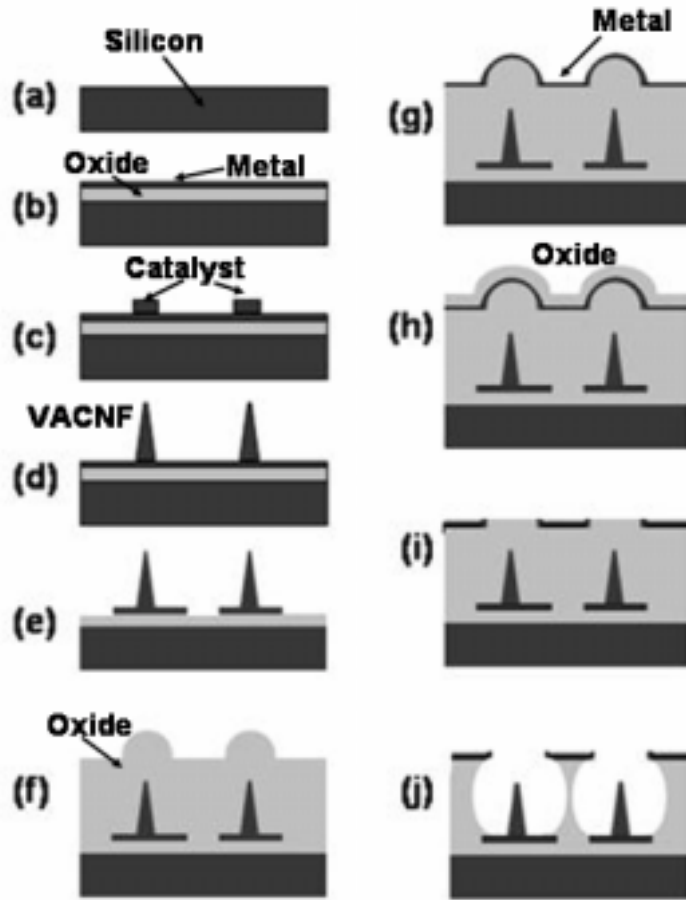 Silicon
(a)
Oxide
Metal
(b)
Catalyst
(c)
VACNF
(d)
(e)
Oxide
(f)
Metal
(g)
Oxide
(h)
(i)
(j)